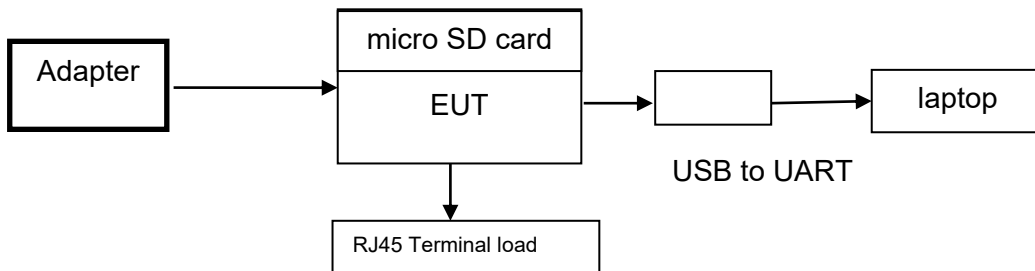 micro SD card
Adapter
EUT
laptop
USB to UART
RJ45 Terminal load